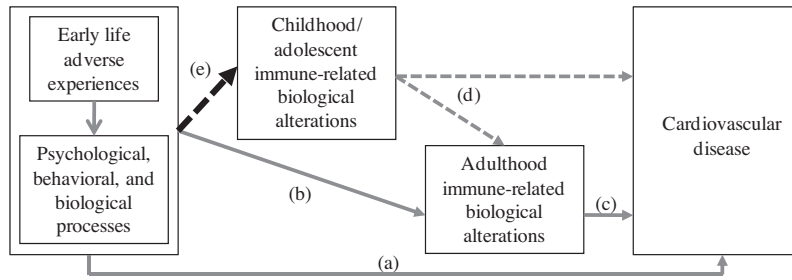 Early life
adverse
experiences
Psychological,
behavioral, and
biological
processes
(e)
Childhood/
adolescent
immune-related
biological
alterations
(d)
(b)
Adulthood
immune-related
biological
alterations
(c)
Cardiovascular
disease
(a)